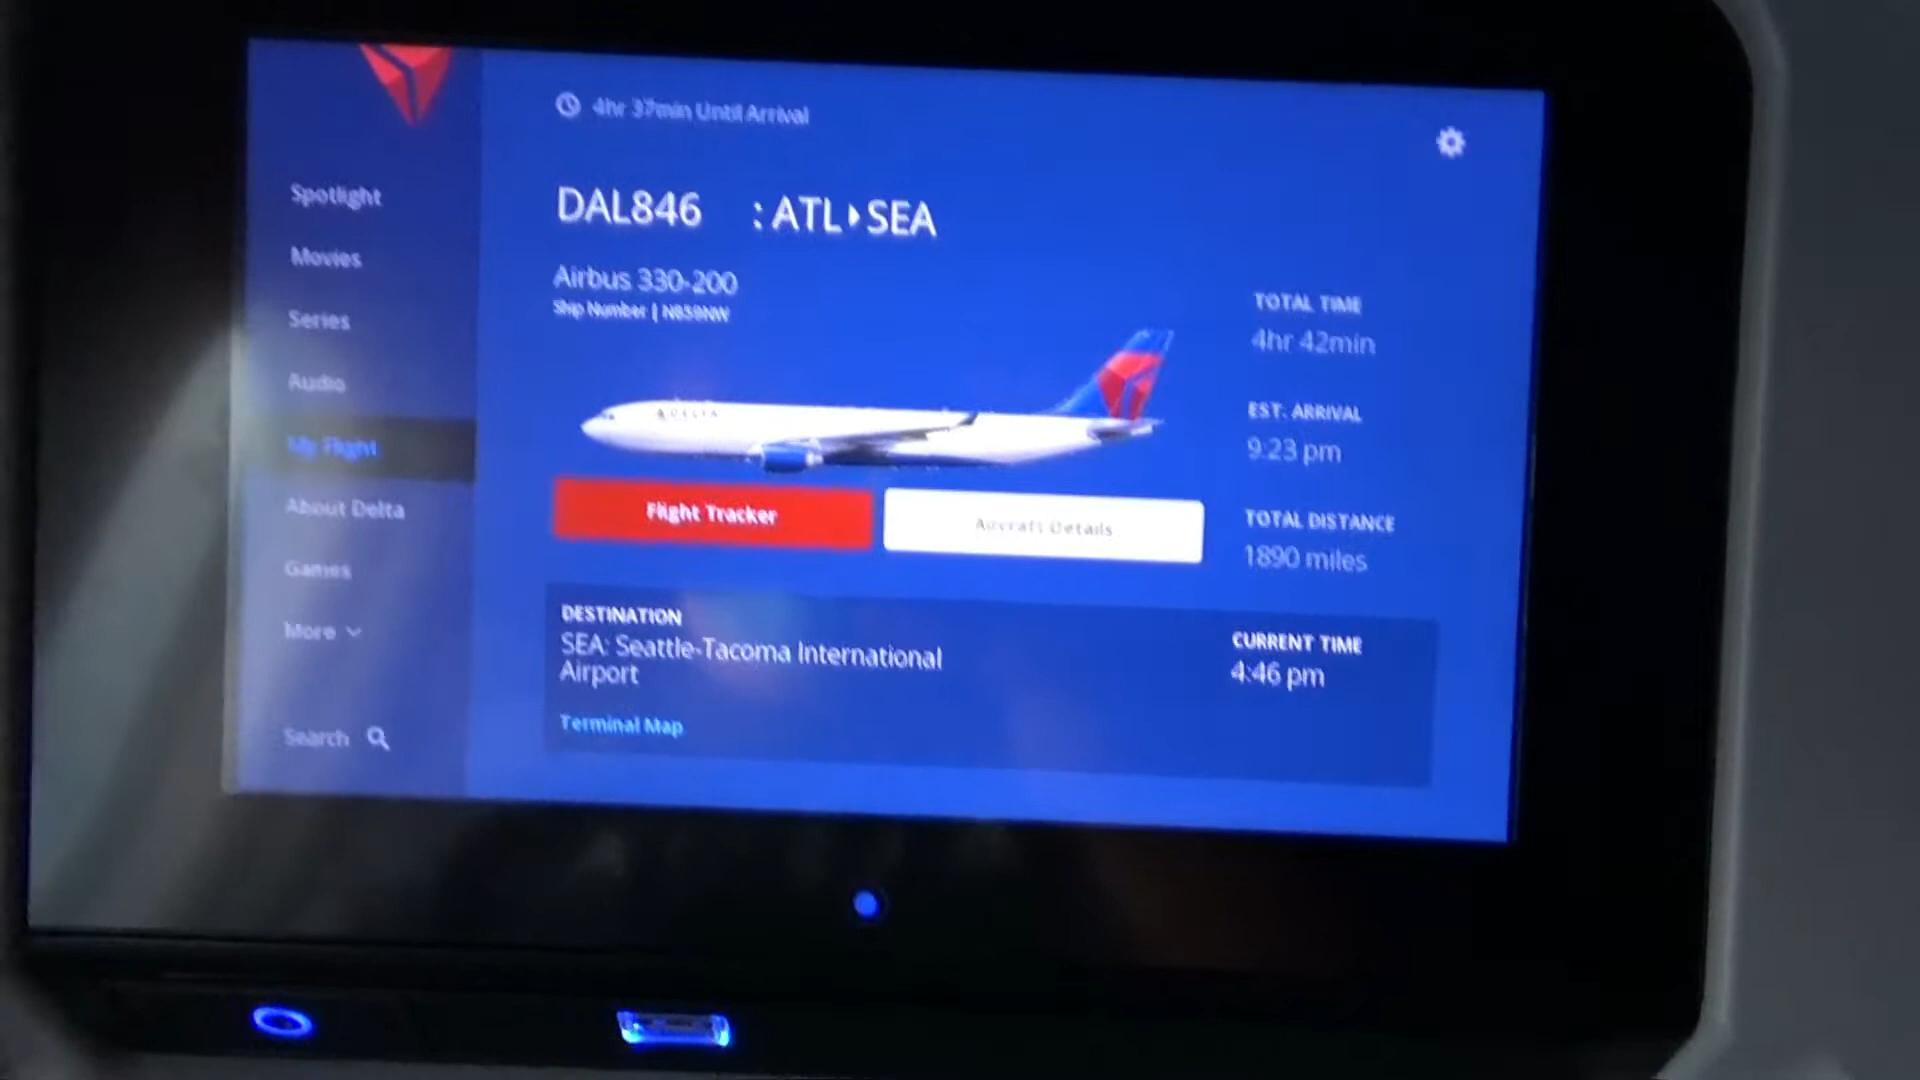 4hr 37min Until Arrival
DAL846 : ATL▸SEA
Airbus 330-200
Ship Number | N859NW
DELTA
Spotlight
Movies
Series
Audio
My Flight
About Delta
Games
More
Search
TOTAL TIME
4hr 42min
EST. ARRIVAL
9:23 pm
TOTAL DISTANCE
1890 miles
Flight Tracker
Aircraft Details
DESTINATION
SEA: Seattle-Tacoma International
Airport
Terminal Map
CURRENT TIME
4:46 pm